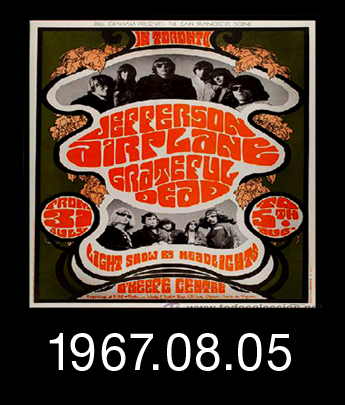 BILL GRAHAM PRESENTS THE SAN FRANCISCO SCENE
IN TORONTO
JEFFERSON
AIRPLANE
GRATEFUL
DEAD
FROM
31
JULY
TO
5TH
AUG.
LIGHT SHOW BY HEADLIGHTS
O'KEEFE CENTRE
1967.08.05